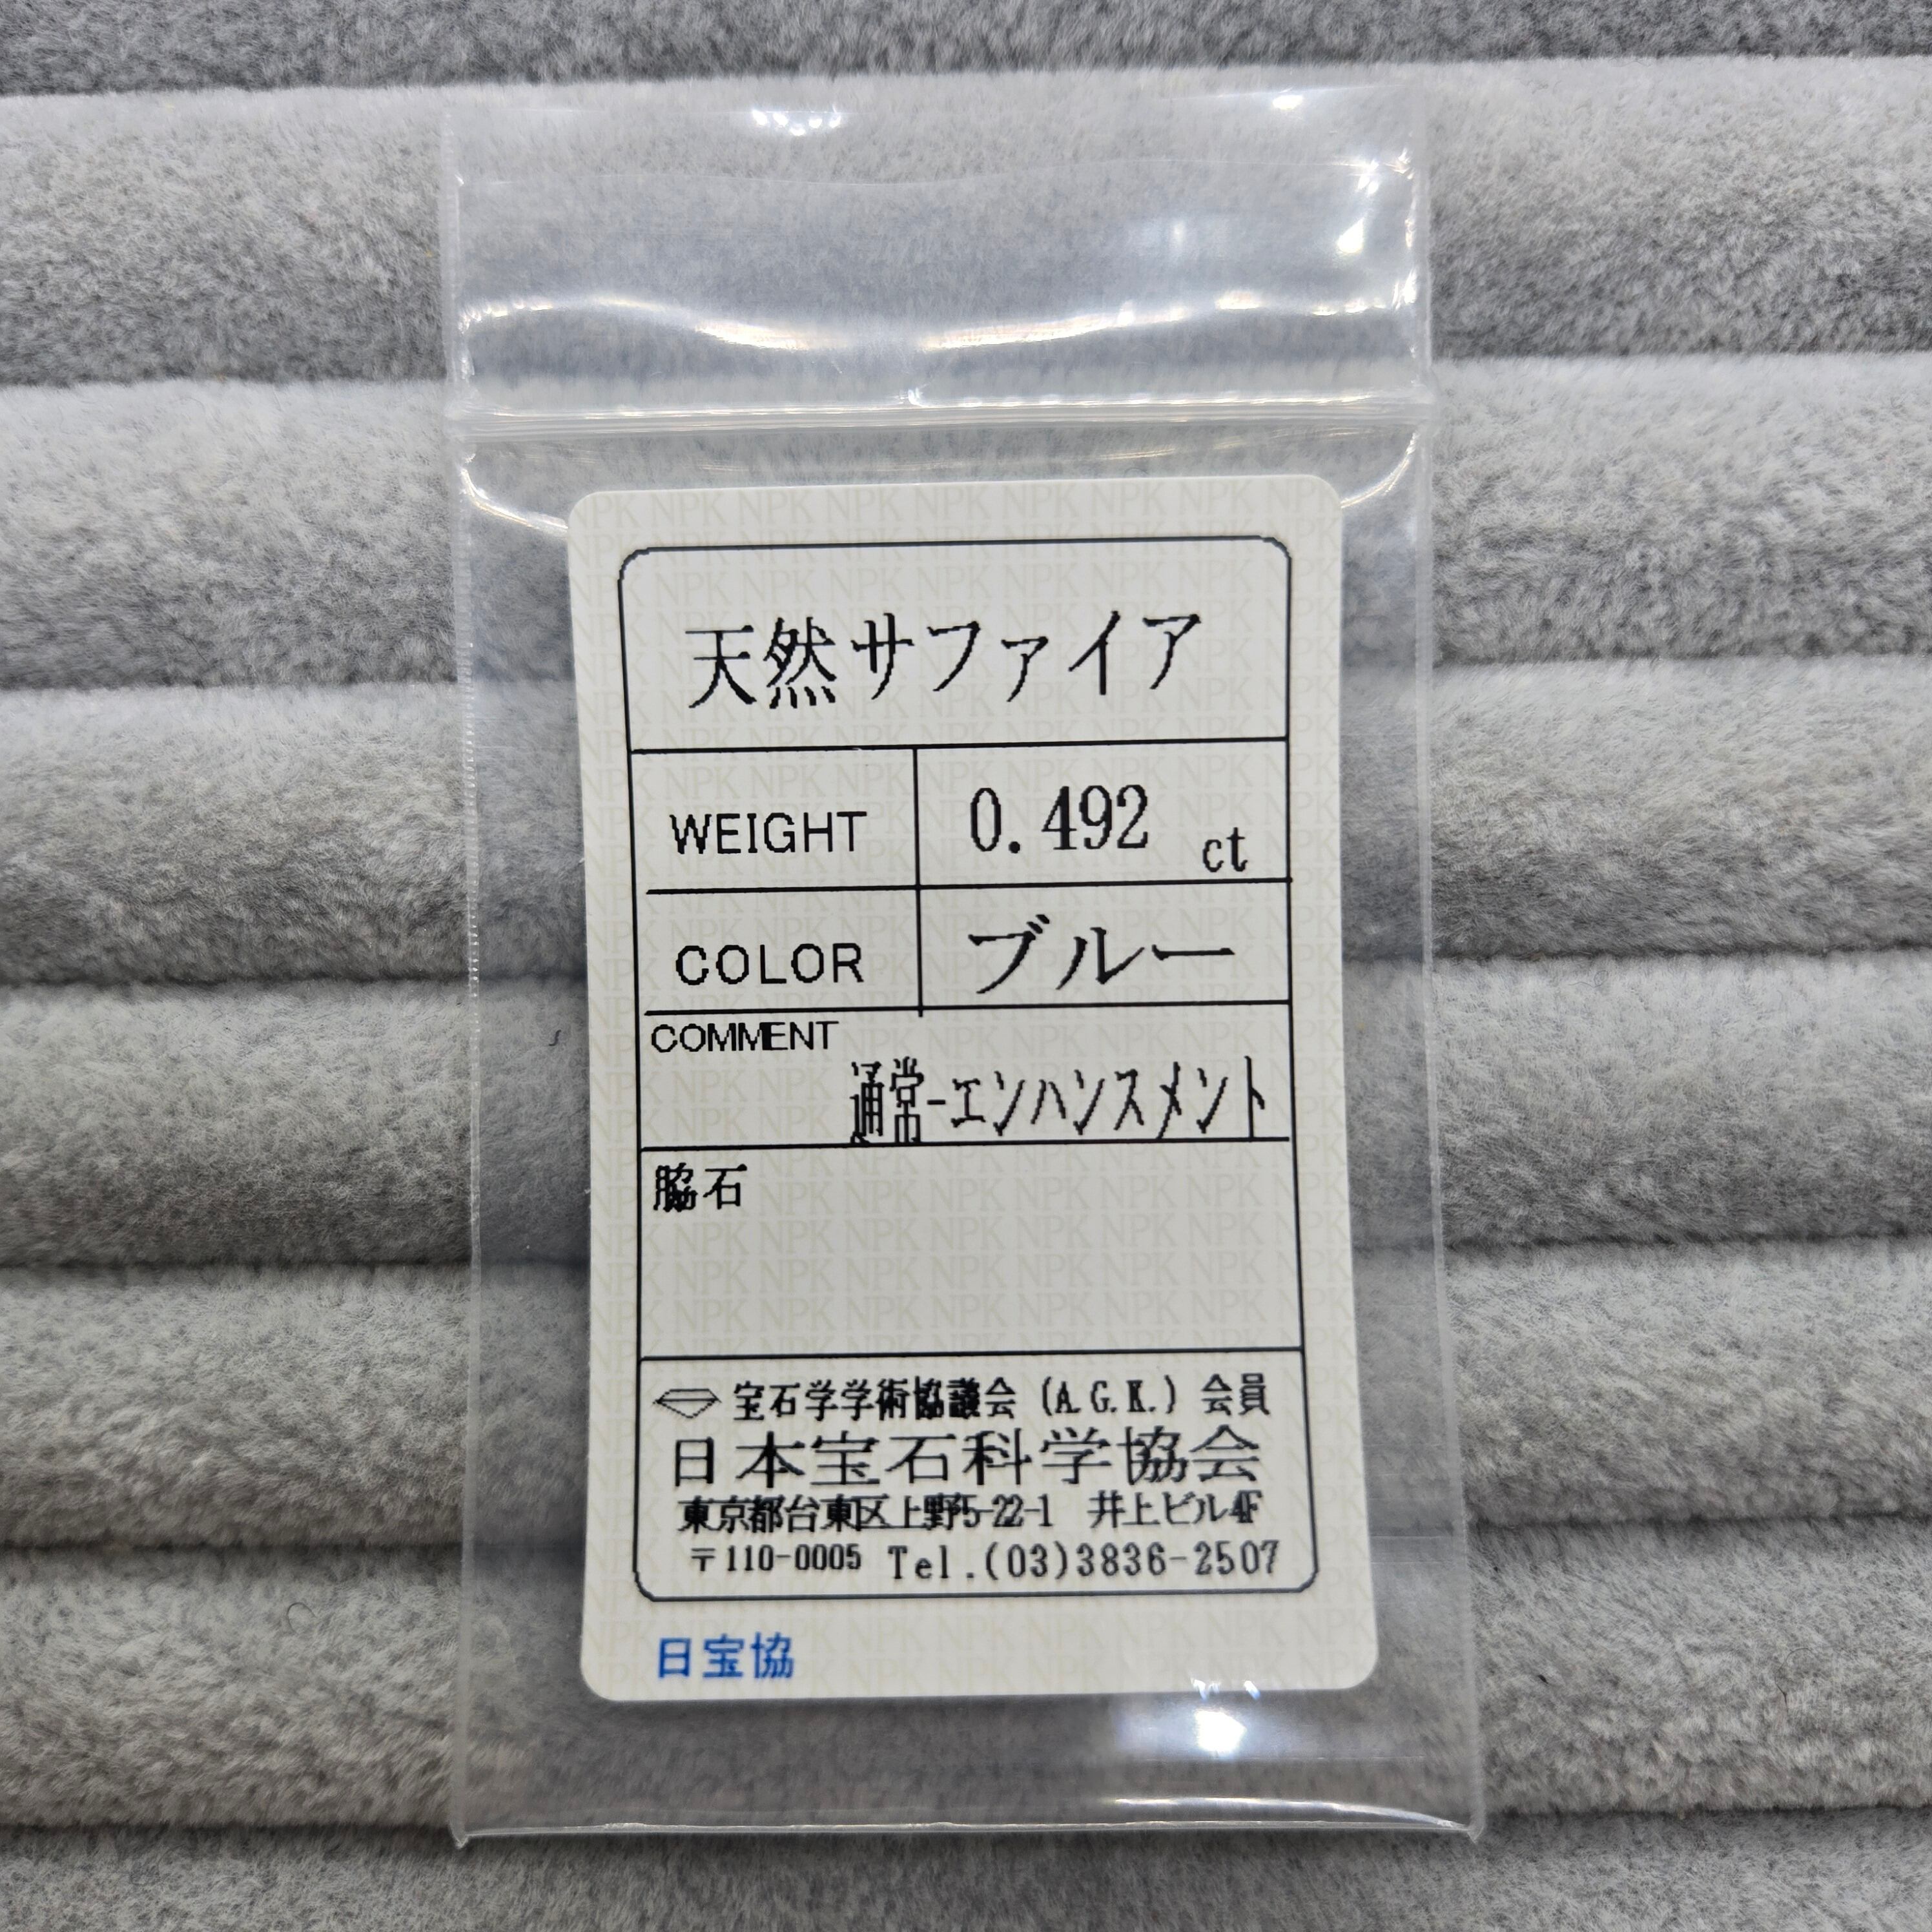 天然サファイア
WEIGHT 0.492 ct
COLOR ブルー
COMMENT
通常-エンハンスメント
脇石
宝石学学術協議会 (A.G.K.) 会員
日本宝石科学協会
東京都台東区上野5-22-1 井上ビル4F
〒110-0005 Tel.(03)3836-2507
日宝協